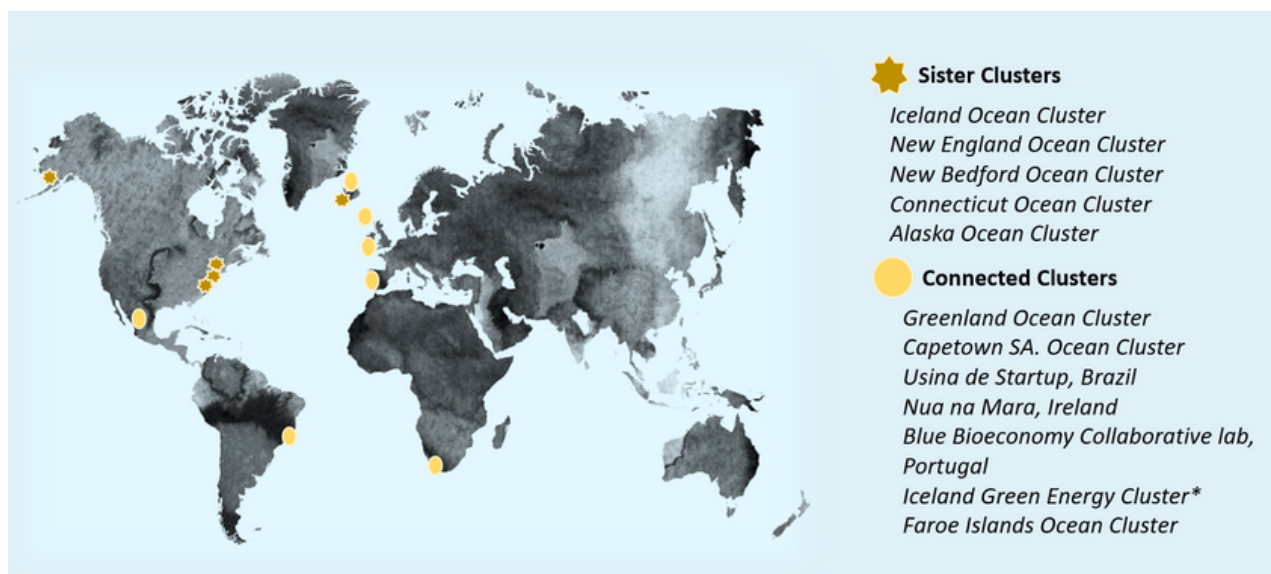 Sister Clusters
Iceland Ocean Cluster
New England Ocean Cluster
New Bedford Ocean Cluster
Connecticut Ocean Cluster
Alaska Ocean Cluster
Connected Clusters
Greenland Ocean Cluster
Capetown SA. Ocean Cluster
Usina de Startup, Brazil
Nua na Mara, Ireland
Blue Bioeconomy Collaborative lab,
Portugal
Iceland Green Energy Cluster*
Faroe Islands Ocean Cluster